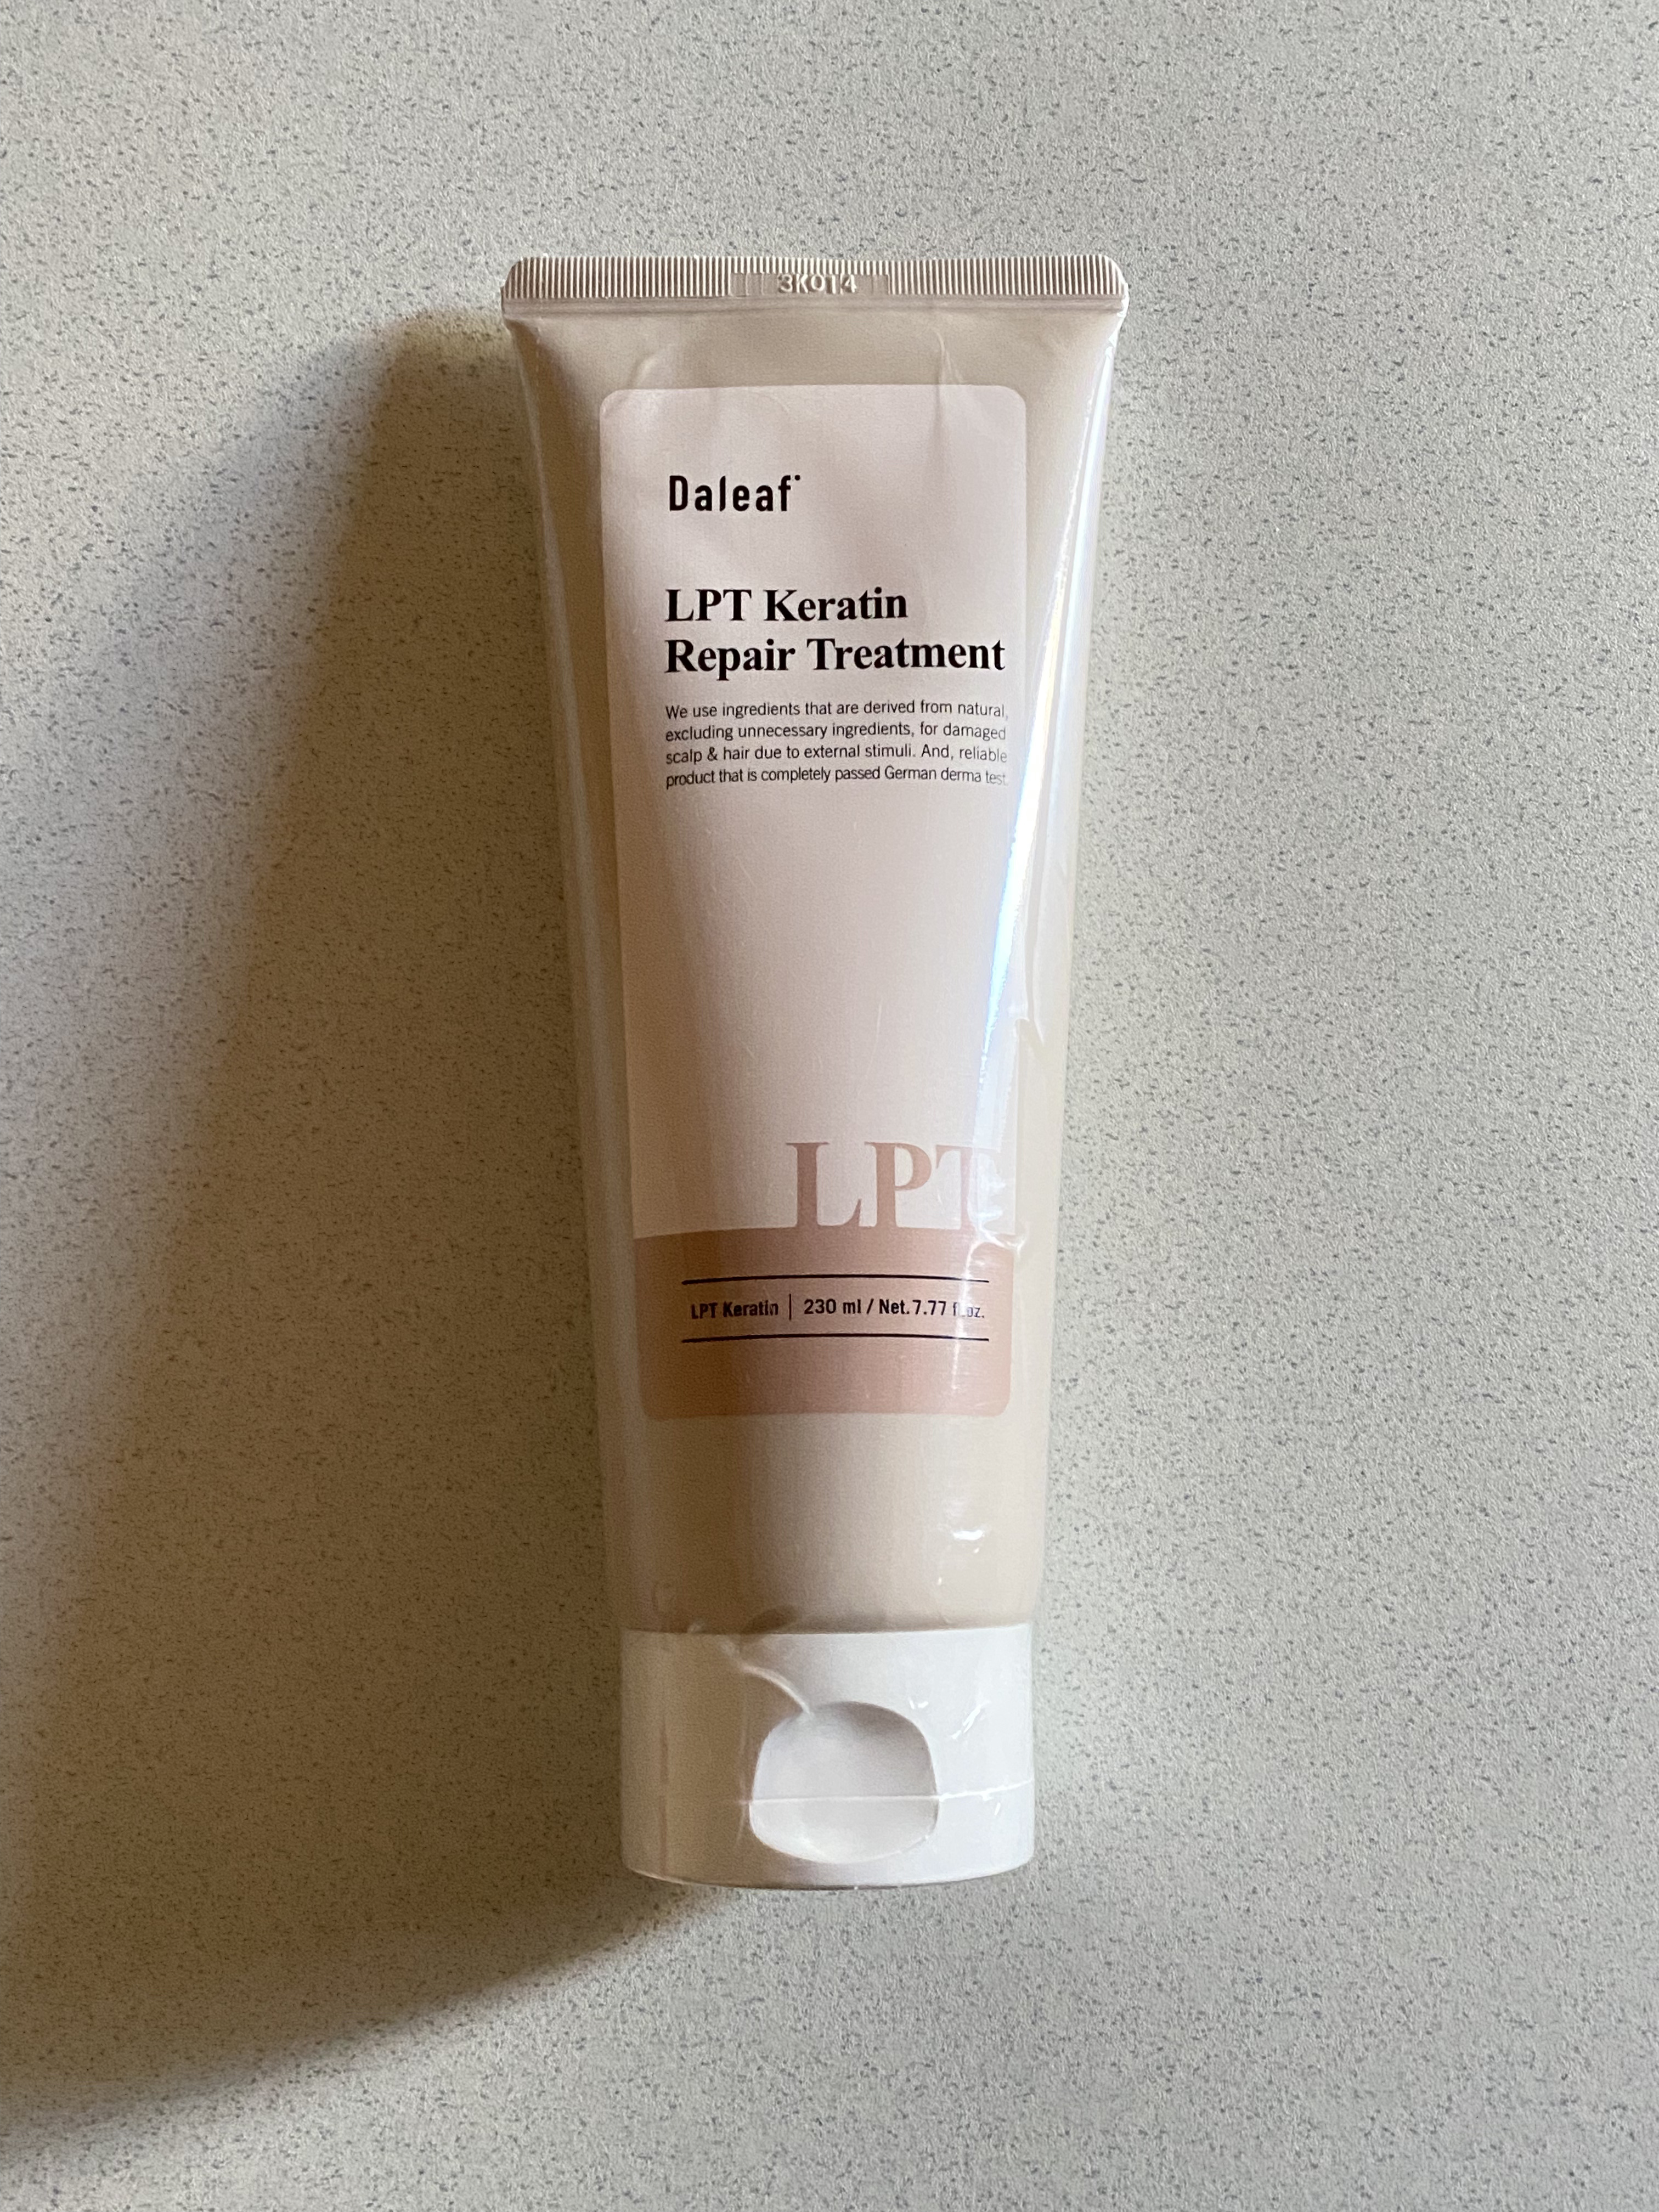 3K014
Daleaf
LPT Keratin
Repair Treatment
We use ingredients that are derived from natural,
excluding unnecessary ingredients, for damaged
scalp & hair due to external stimuli. And, reliable
product that is completely passed German derma test.
LPT
LPT Keratin | 230 ml / Net.7.77 fl.oz.